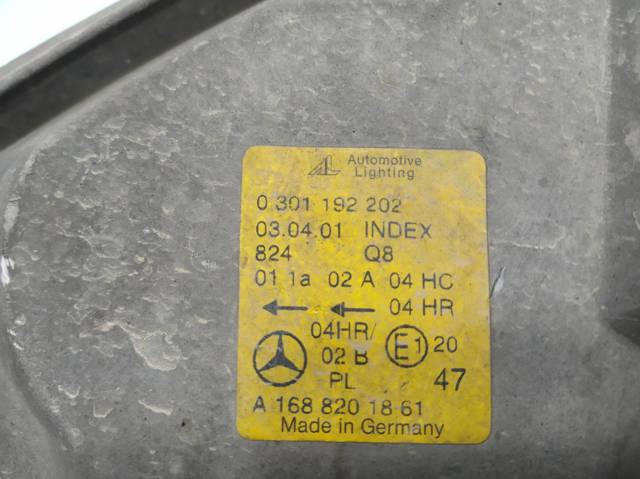 AL Automotive
Lighting
0 301 192 202
03.04.01 INDEX
824 Q8
01 1a 02 A 04 HC
04 HR
04HR/
02 B E1 20
PL 47
A 168 820 18 61
Made in Germany